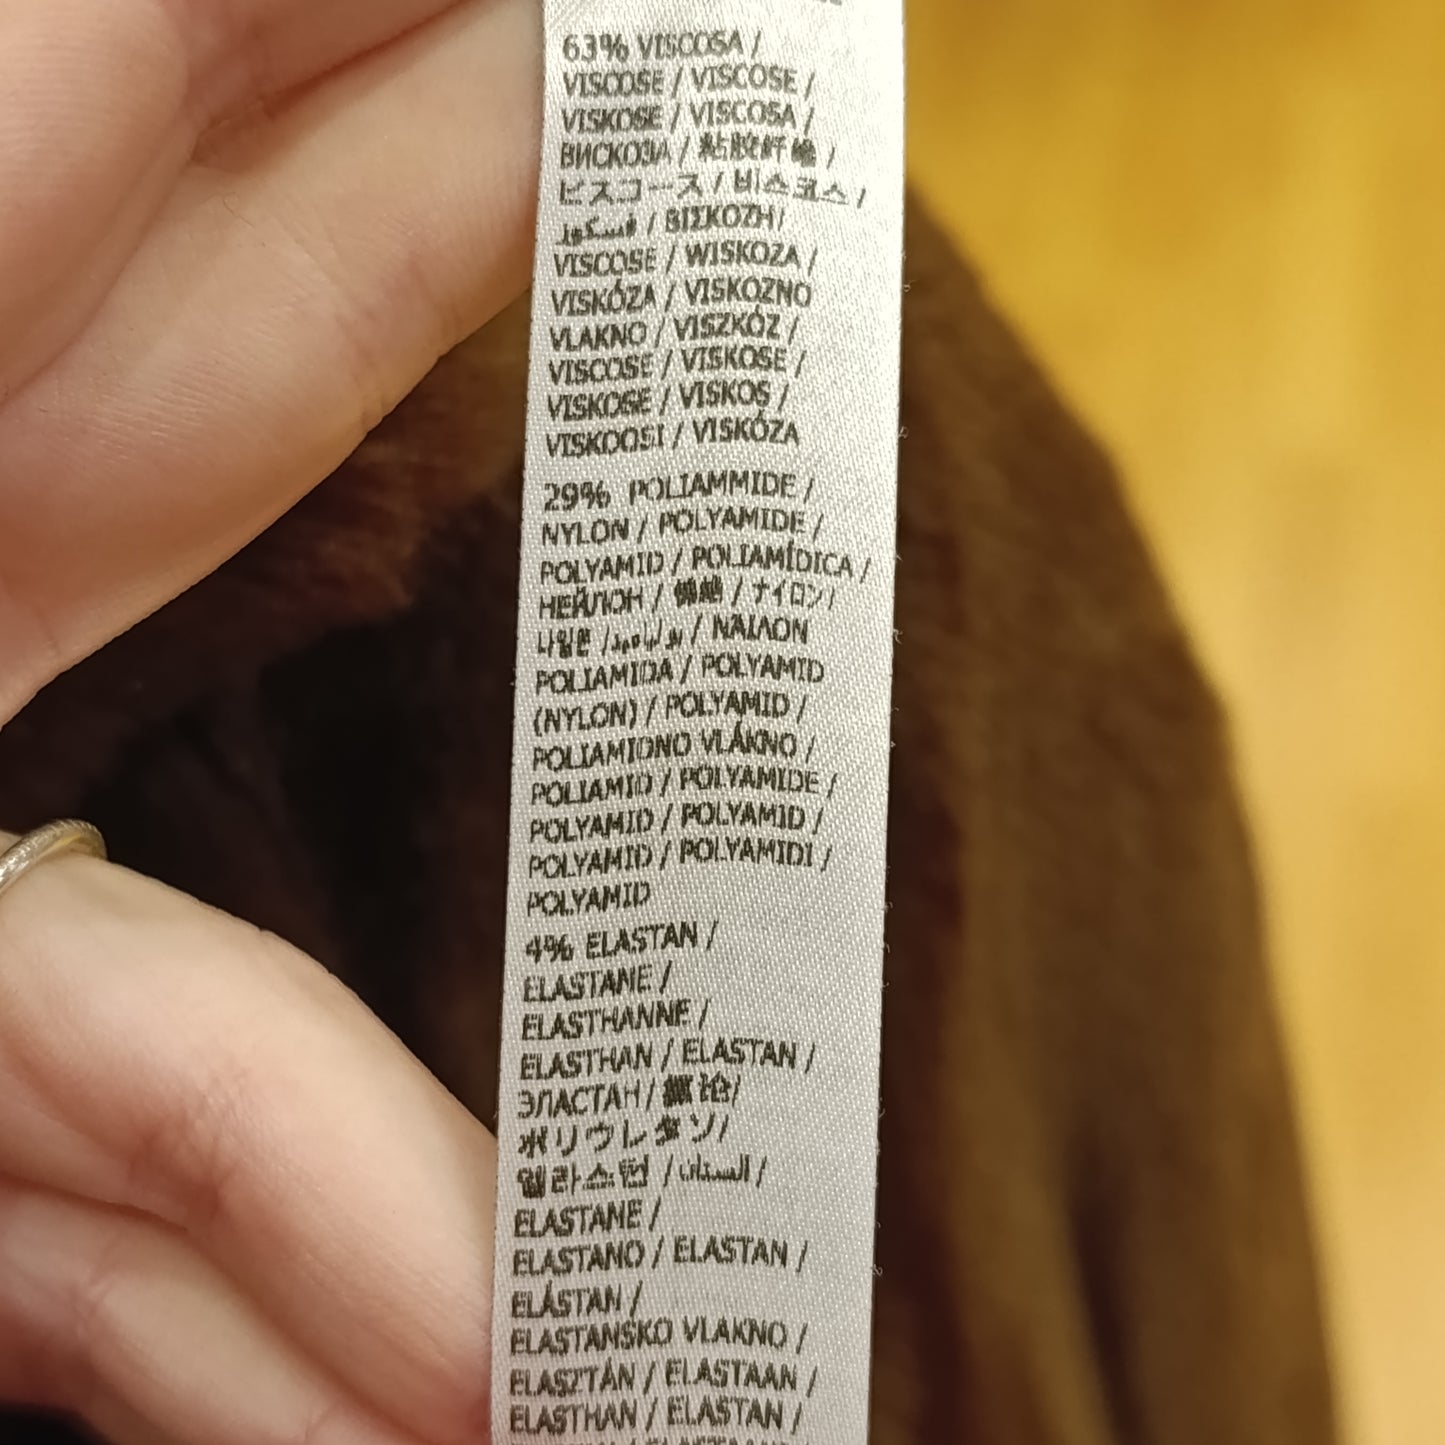 63% VISCOSA /
VISCOSE / VISCOSE /
VISKOSE / VISCOSA /
ВИСКОЗА / 粘胶纤维 /
ビスコース / 비스코스 /
فسكوز / ΒΙΣΚΟΖΗ/
VISCOSE / WISKOZA /
VISKÓZA / VISKOZNO
VLAKNO / VISZKÓZ /
VISCOSE / VISKOSE /
VISKOSE / VISKOS /
VISKOOSI / VISKÓZA
29% POLIAMMIDE /
NYLON / POLYAMIDE /
POLYAMID / POLIAMÍDICA /
НЕЙЛОН / 锦纶 / ナイロン/
나일론 /بولياميد / ΝΑΙΛΟΝ
POLIAMIDA / POLYAMID
(NYLON) / POLYAMID /
POLIAMIDNO VLÁKNO /
POLIAMID / POLYAMIDE /
POLYAMID / POLYAMID /
POLYAMID / POLYAMIDI /
POLYAMID
4% ELASTAN /
ELASTANE /
ELASTHANNE /
ELASTHAN / ELASTAN /
ЭЛАСТАН / 氨纶/
ポリウレタン/
엘라스턴 /الستان /
ELASTANE /
ELASTANO / ELASTAN /
ELÁSTAN /
ELASTANSKO VLAKNO /
ELASZTÁN / ELASTAAN /
ELASTHAN / ELASTAN /